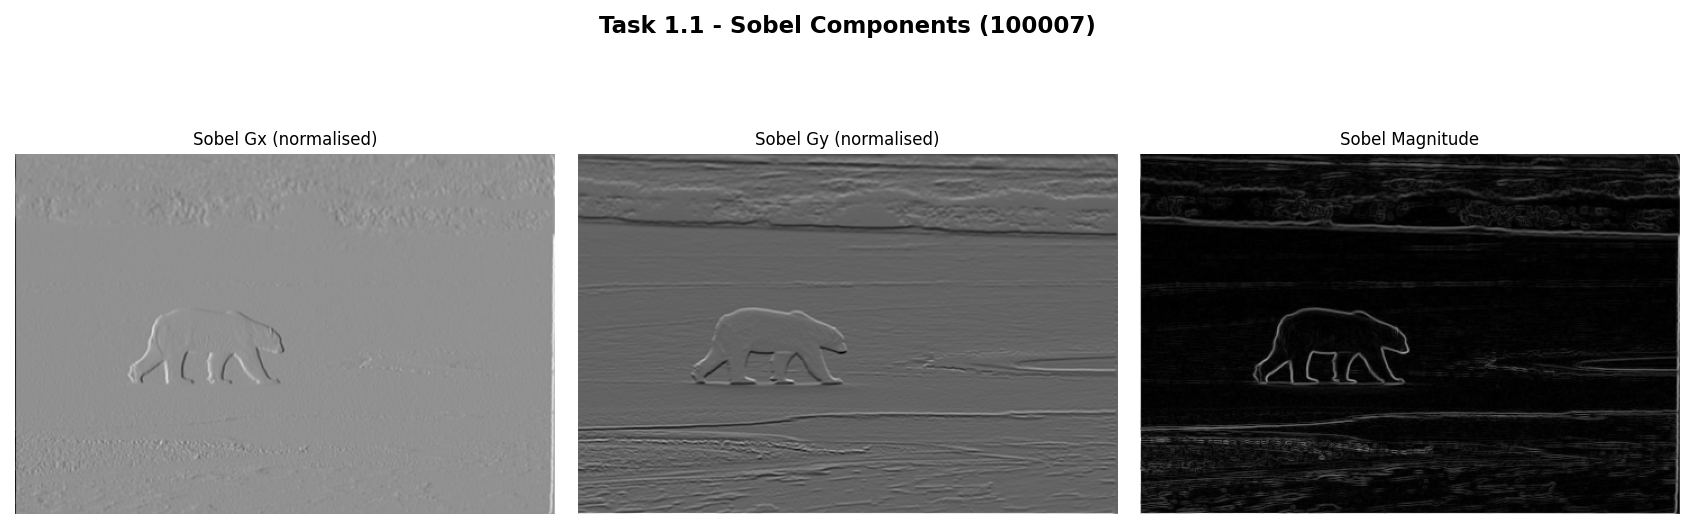 Task 1.1 - Sobel Components (100007)
Sobel Gx (normalised)
Sobel Gy (normalised)
Sobel Magnitude